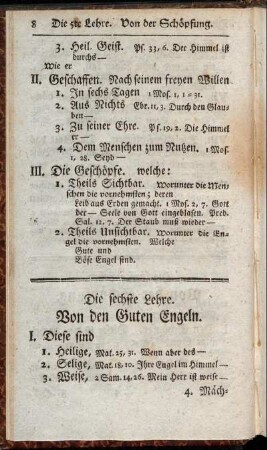 8 Die 5te Lehre. Von der Schöpfung.
3. Heil. Geist. Ps. 33, 6. Der Himmel ist
durchs—
Wie er
II. Geschaffen. Nach seinem freyen Willen
1. In sechs Tagen 1 Mos. 1, 1=31.
2. Aus Nichts Ebr. 11, 3. Durch den Glau-
ben—
3. Zu seiner Ehre. Ps. 19, 2. Die Himmel
er—
4. Dem Menschen zum Nutzen. 1 Mos.
1, 28. Seyd—
III. Die Geschöpfe. welche:
1. Theils Sichtbar. Worunter die Men-
schen die vornehmsten; deren
Leib aus Erden gemacht. 1 Mos. 2, 7. Gott
der— Seele von Gott eingeblasen. Pred.
Sal. 12, 7. Der Staub muß wieder—
2. Theils Unsichtbar. Worunter die En-
gel die vornehmsten. Welche
Gute und
Böse Engel sind.
Die sechste Lehre.
Von den Guten Engeln.
I. Diese sind
1. Heilige, Mat. 25, 31. Wenn aber des—
2. Selige, Mat. 18. 10. Ihre Engel im Himmel—
3. Weise, 2 Sam. 14. 26. Mein Herr ist weise—
4. Mäch-